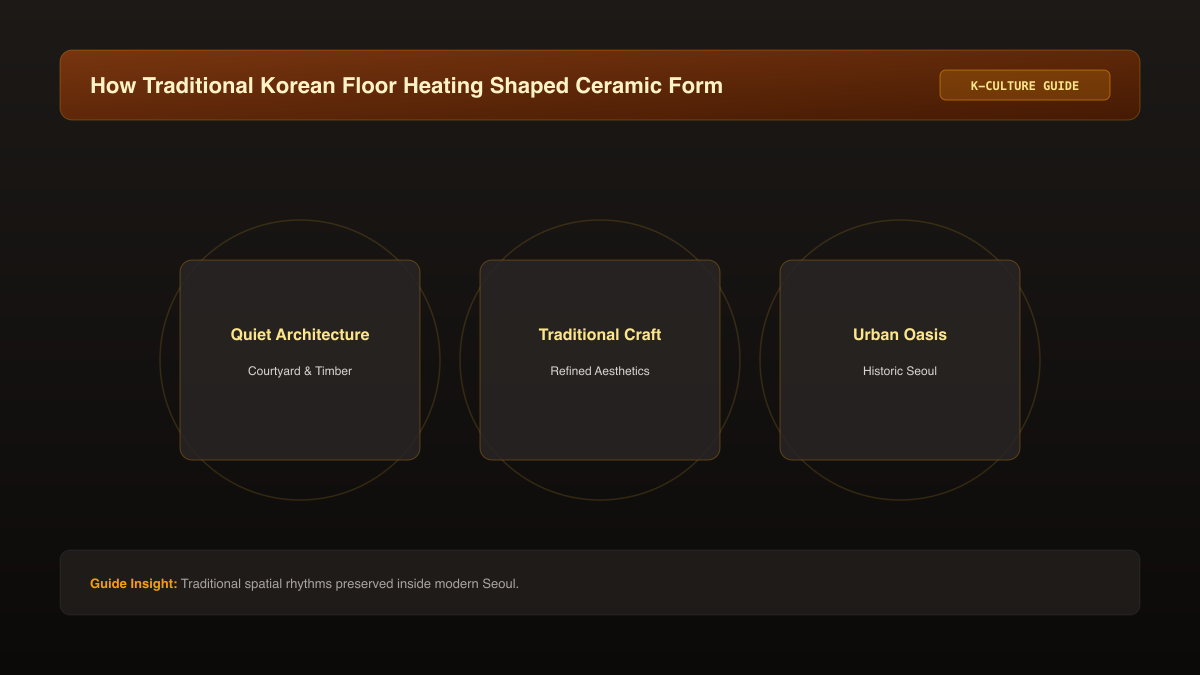 How Traditional Korean Floor Heating Shaped Ceramic Form
K–CULTURE GUIDE
Quiet Architecture
Courtyard & Timber
Traditional Craft
Refined Aesthetics
Urban Oasis
Historic Seoul
Guide Insight: Traditional spatial rhythms preserved inside modern Seoul.